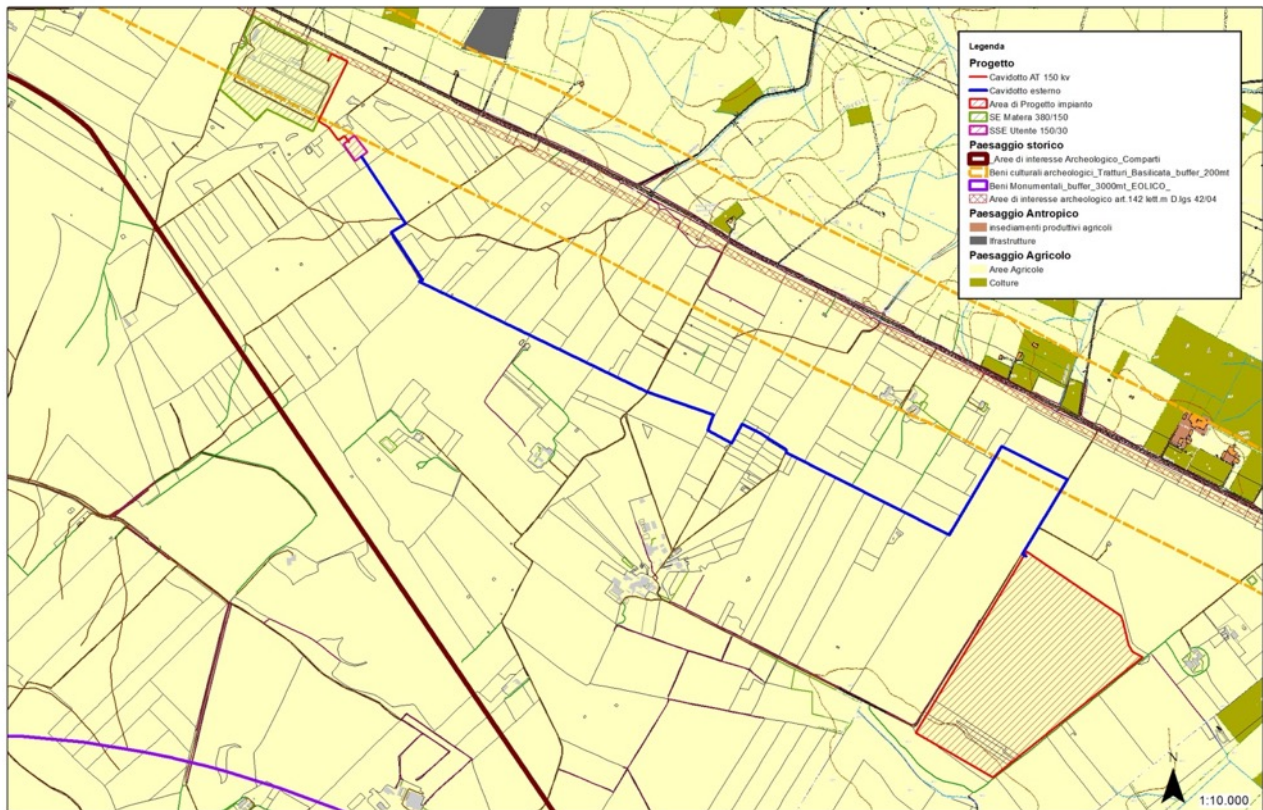 Legenda
Progetto
Cavidotto AT 150 kv
Cavidotto esterno
Area di Progetto impianto
SE Matera 380/150
SSE Utente 150/30
Paesaggio storico
_Aree di interesse Archeologico_Comparti
Beni culturali archeologici_Tratturi_Basilicata_buffer_200mt
Beni Monumentali_buffer_3000mt_EOLICO_
Aree di interesse archeologico art.142 lett.m D.lgs 42/04
Paesaggio Antropico
insediamenti produttivi agricoli
Ifrastrutture
Paesaggio Agricolo
Aree Agricole
Colture
N
1:10.000